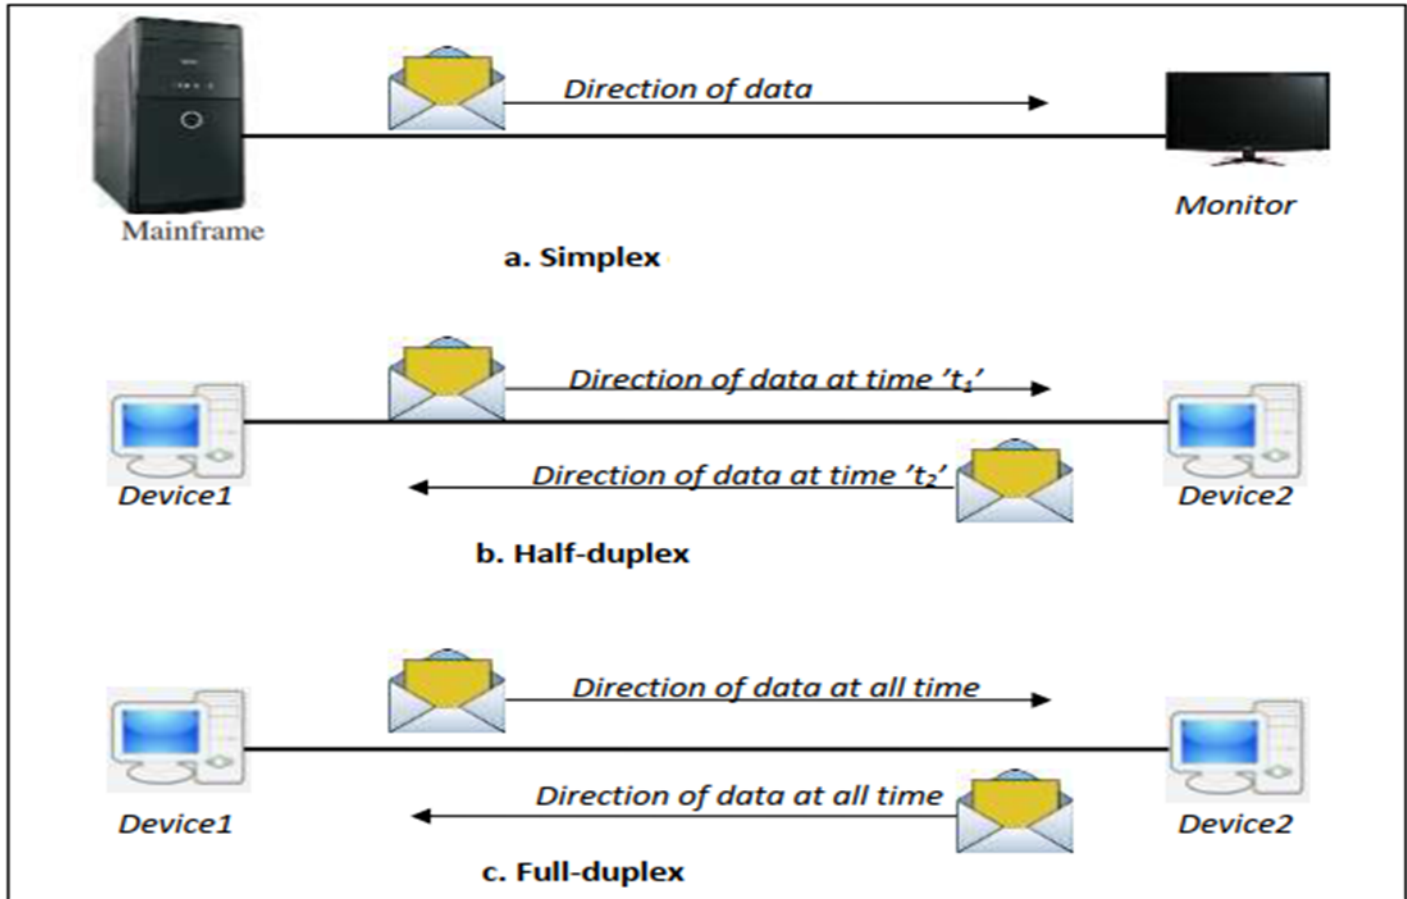 Direction of data
Mainframe
Monitor
a. Simplex
Direction of data at time ’t₁’
Device1
Direction of data at time ’t₂’
Device2
b. Half-duplex
Direction of data at all time
Device1
Direction of data at all time
Device2
c. Full-duplex